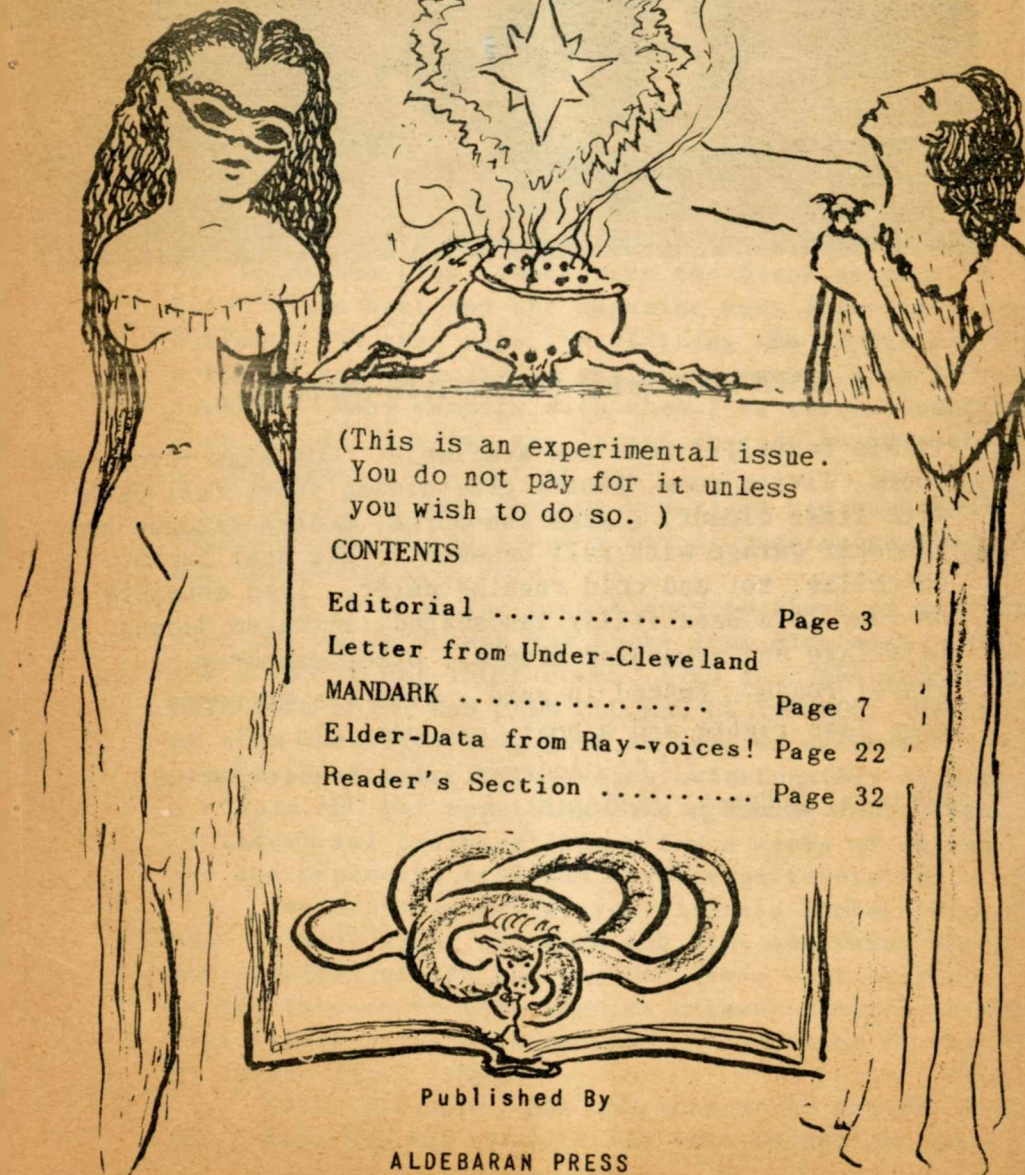 (This is an experimental issue.
You do not pay for it unless
you wish to do so. )
CONTENTS
Editorial ............. Page 3
Letter from Under-Cleveland
MANDARK ................ Page 7
Elder-Data from Ray-voices! Page 22
Reader's Section .......... Page 32
Published By
ALDEBARAN PRESS